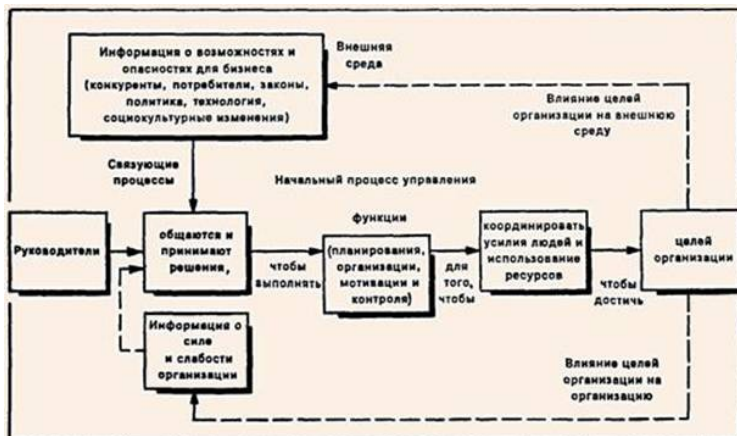 Информация о возможностях и
опасностях для бизнеса
(конкуренты, потребители, законы,
политика, технология,
социокультурные изменения)
Внешняя
среда
Влияние целей
организации на внешнюю
среду
Связующие
процессы
Начальный процесс управления
Руководители
общаются и
принимают
решения,
чтобы
выполнять
функции
(планирования,
организации,
мотивации и
контроля)
для
того,
чтобы
координировать
усилия людей и
использование
ресурсов
чтобы
достичь
целей
организации
Информация о
силе
и слабости
организации
Влияние целей
организации на
организацию